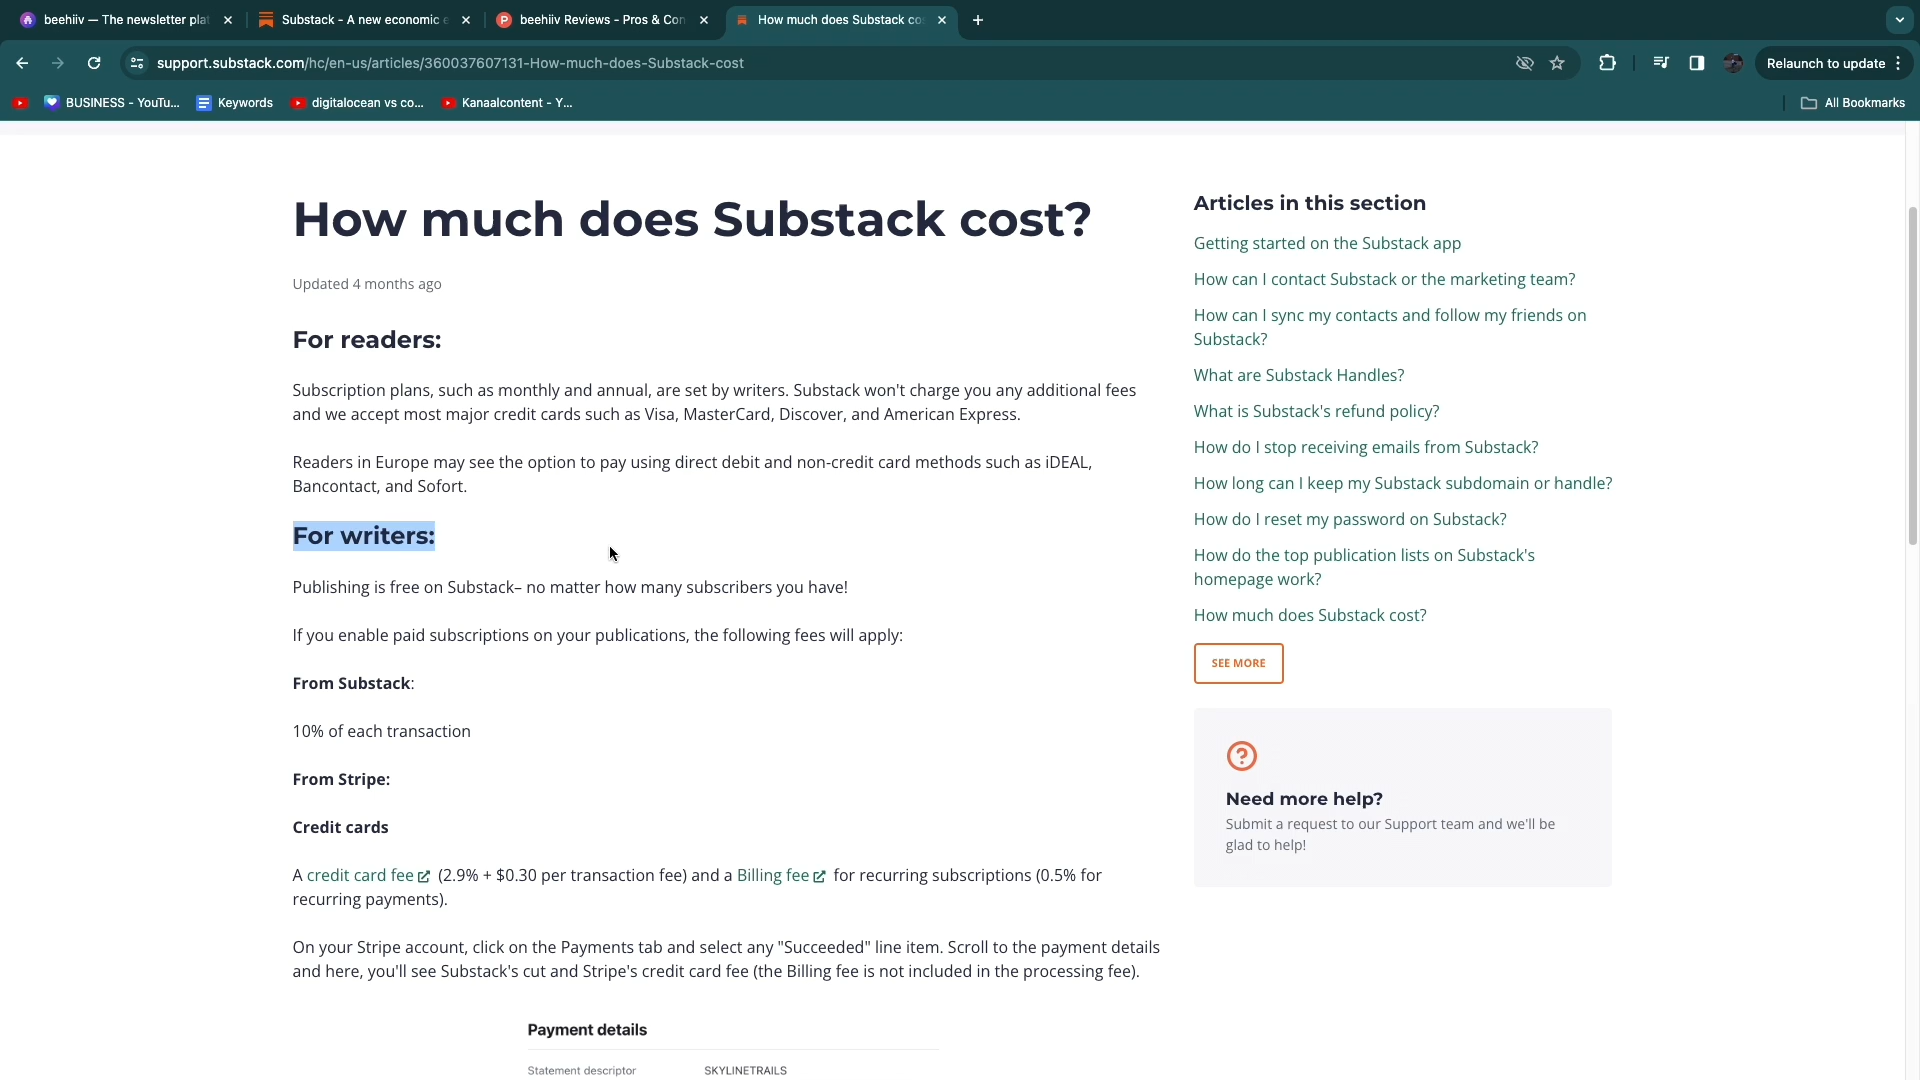 beehiiv — The newsletter pla
Substack - A new economic e
beehiiv Reviews - Pros & Con
How much does Substack co
support.substack.com/hc/en-us/articles/360037607131-How-much-does-Substack-cost
Relaunch to update
BUSINESS - YouTu...
Keywords
digitalocean vs co...
Kanaalcontent - Y...
All Bookmarks
How much does Substack cost?
Updated 4 months ago
For readers:
Subscription plans, such as monthly and annual, are set by writers. Substack won't charge you any additional fees
and we accept most major credit cards such as Visa, MasterCard, Discover, and American Express.
Readers in Europe may see the option to pay using direct debit and non-credit card methods such as iDEAL,
Bancontact, and Sofort.
For writers:
Publishing is free on Substack– no matter how many subscribers you have!
If you enable paid subscriptions on your publications, the following fees will apply:
From Substack:
10% of each transaction
From Stripe:
Credit cards
A credit card fee (2.9% + $0.30 per transaction fee) and a Billing fee for recurring subscriptions (0.5% for
recurring payments).
On your Stripe account, click on the Payments tab and select any "Succeeded" line item. Scroll to the payment details
and here, you'll see Substack's cut and Stripe's credit card fee (the Billing fee is not included in the processing fee).
Payment details
Statement descriptor SKYLINETRAILS
Articles in this section
Getting started on the Substack app
How can I contact Substack or the marketing team?
How can I sync my contacts and follow my friends on
Substack?
What are Substack Handles?
What is Substack's refund policy?
How do I stop receiving emails from Substack?
How long can I keep my Substack subdomain or handle?
How do I reset my password on Substack?
How do the top publication lists on Substack's
homepage work?
How much does Substack cost?
SEE MORE
Need more help?
Submit a request to our Support team and we'll be
glad to help!